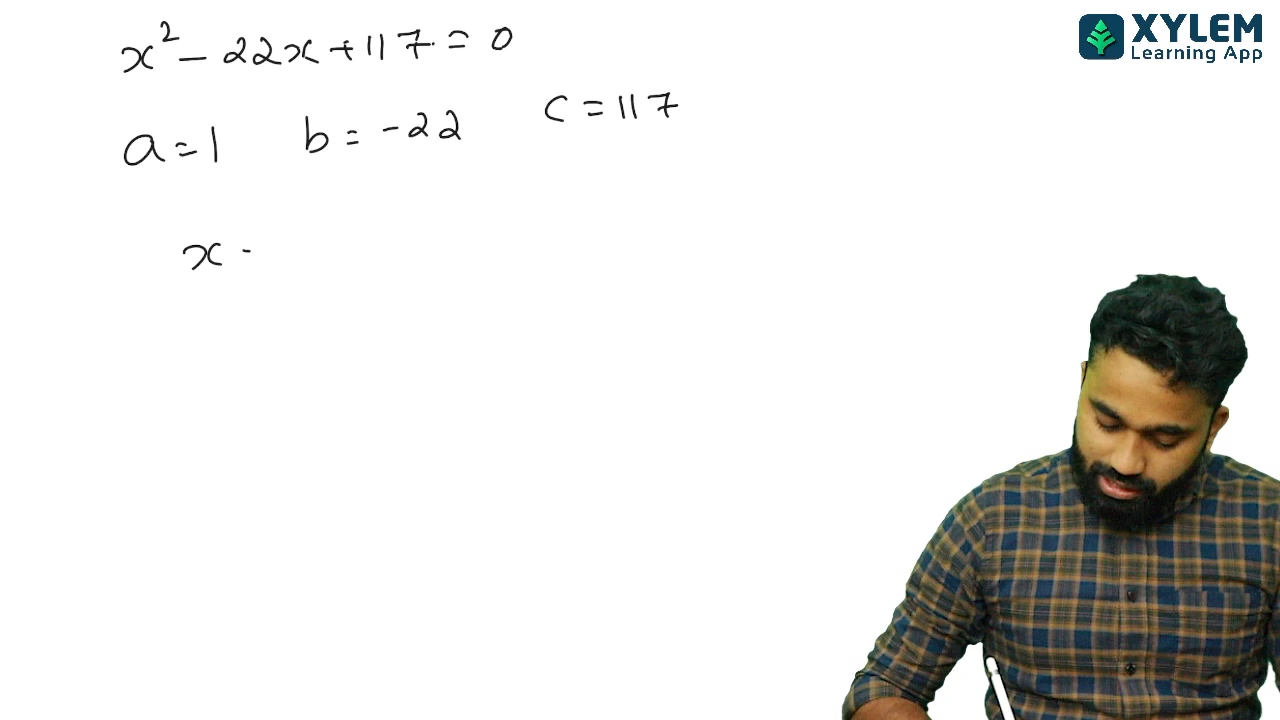 XYLEM
Learning App
x² - 22x + 117 = 0
a = 1 b = -22 c = 117
x -